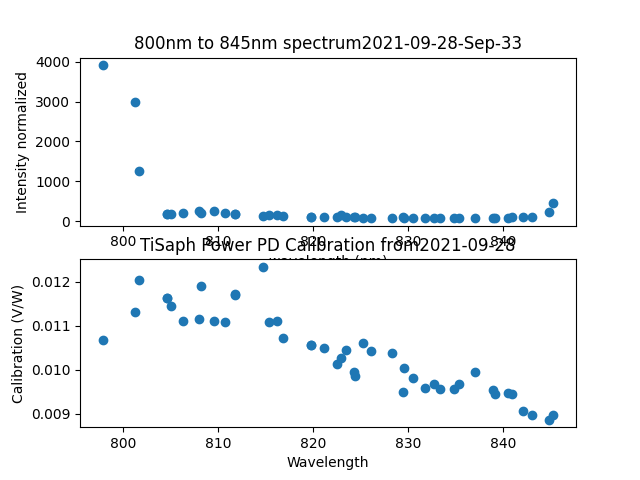 800nm to 845nm spectrum2021-09-28-Sep-33
4000
3000
2000
1000
0
Intensity normalized
800 810 820 830 840
wavelength (nm)
TiSaph Power PD Calibration from2021-09-28
0.012
0.011
0.010
0.009
Calibration (V/W)
800 810 820 830 840
Wavelength